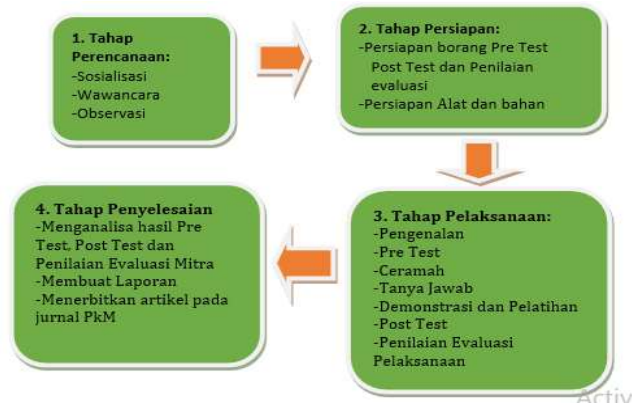 1. Tahap
Perencanaan:
-Sosialisasi
-Wawancara
-Observasi
2. Tahap Persiapan:
-Persiapan borang Pre Test
Post Test dan Penilaian
evaluasi
-Persiapan Alat dan bahan
3. Tahap Pelaksanaan:
-Pengenalan
-Pre Test
-Ceramah
-Tanya Jawab
-Demonstrasi dan Pelatihan
-Post Test
-Penilaian Evaluasi
Pelaksanaan
4. Tahap Penyelesaian
-Menganalisa hasil Pre
Test, Post Test dan
Penilaian Evaluasi Mitra
-Membuat Laporan
-Menerbitkan artikel pada
jurnal PkM
Activ